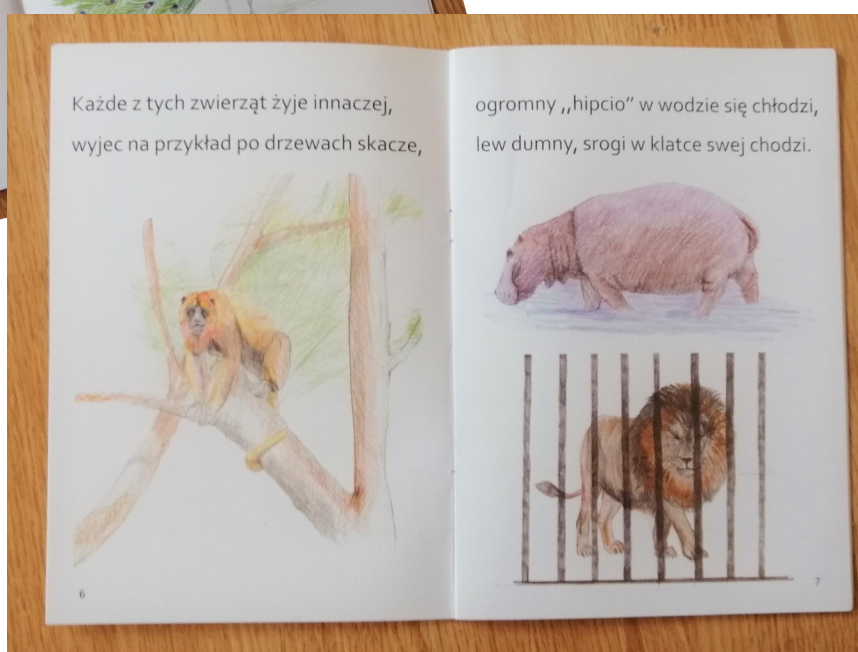 Każde z tych zwierząt żyje innaczej,
wyjec na przykład po drzewach skacze,
6
ogromny ,,hipcio" w wodzie się chłodzi,
lew dumny, srogi w klatce swej chodzi.
7